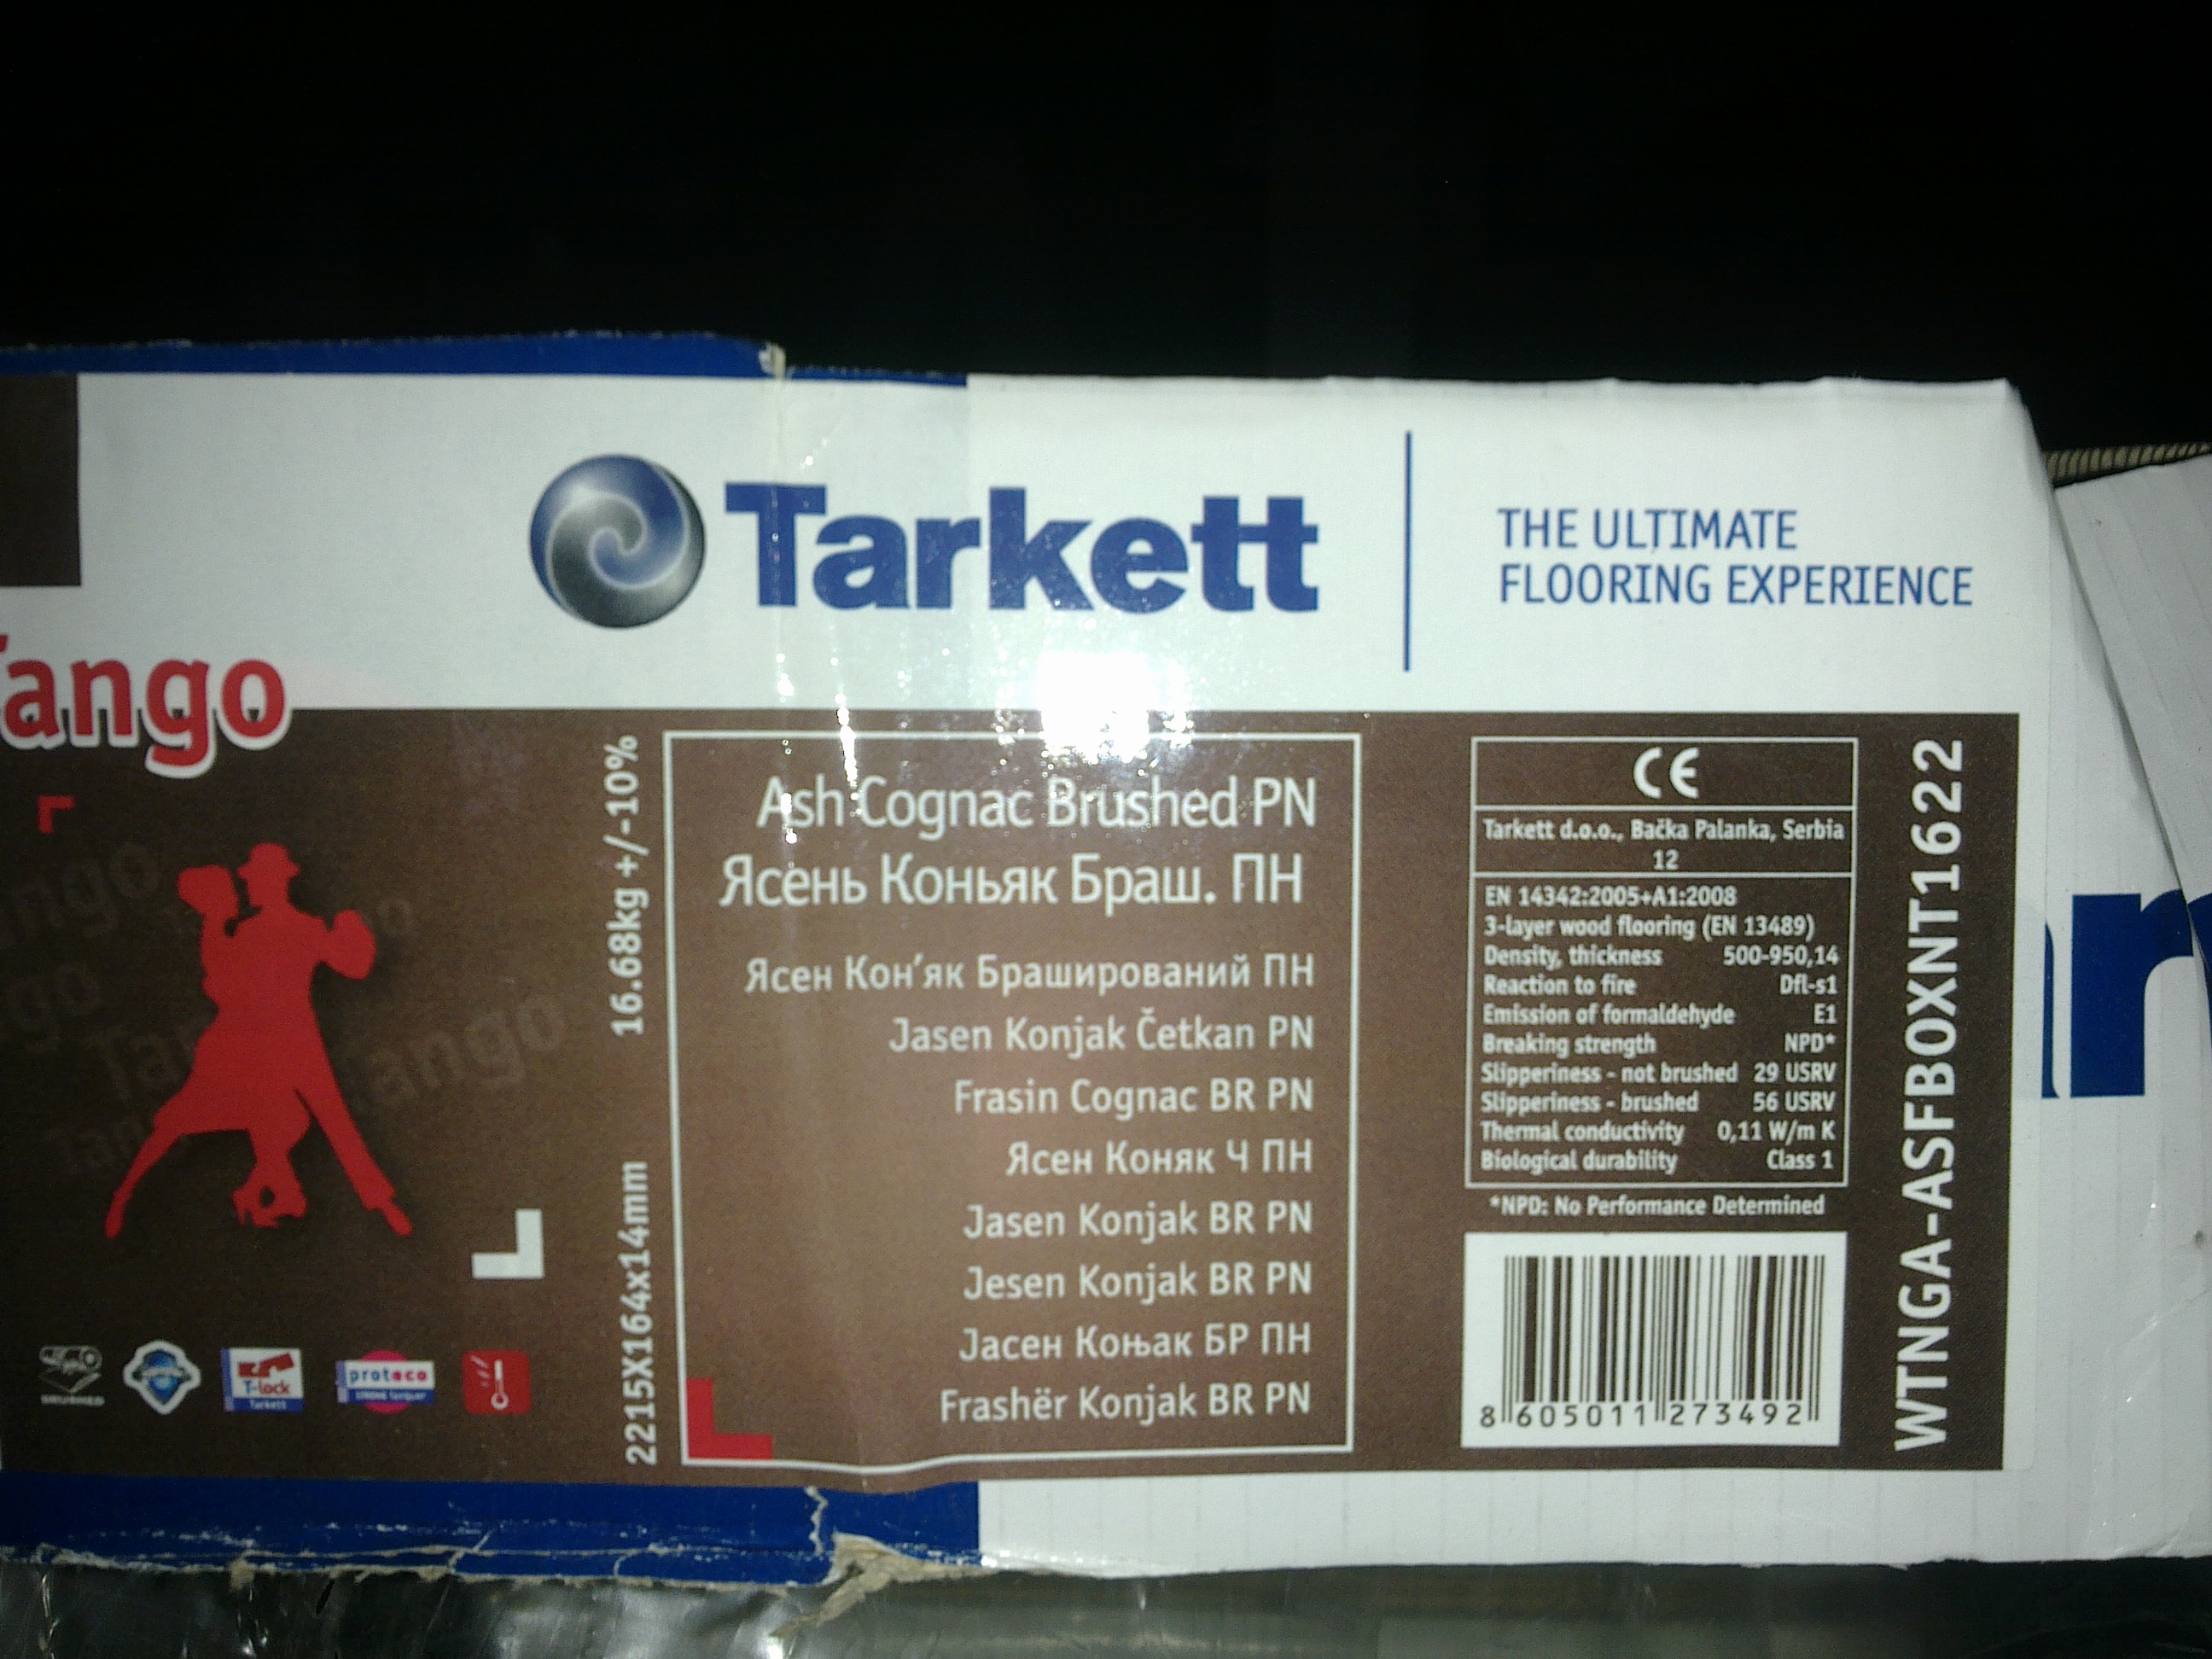 Tarkett
THE ULTIMATE
FLOORING EXPERIENCE
Tango
16.68kg +/-10%
2215X164x14mm
Ash Cognac Brushed PN
Ясень Коньяк Браш. ПН
Ясен Кон'як Браширований ПН
Jasen Konjak Četkan PN
Frasin Cognac BR PN
Ясен Коняк Ч ПН
Jasen Konjak BR PN
Jesen Konjak BR PN
Јасен Коњак БР ПН
Frashër Konjak BR PN
CE
Tarkett d.o.o., Bačka Palanka, Serbia
12
EN 14342:2005+A1:2008
3-layer wood flooring (EN 13489)
Density, thickness 500-950,14
Reaction to fire Dfl-s1
Emission of formaldehyde E1
Breaking strength NPD*
Slipperiness - not brushed 29 USRV
Slipperiness - brushed 56 USRV
Thermal conductivity 0,11 W/m K
Biological durability Class 1
*NPD: No Performance Determined
8 605011 273492
WTNGA-ASFBOXNT1622
BRUSHED
T-lock
Tarkett
proteco
STRONG lacquer